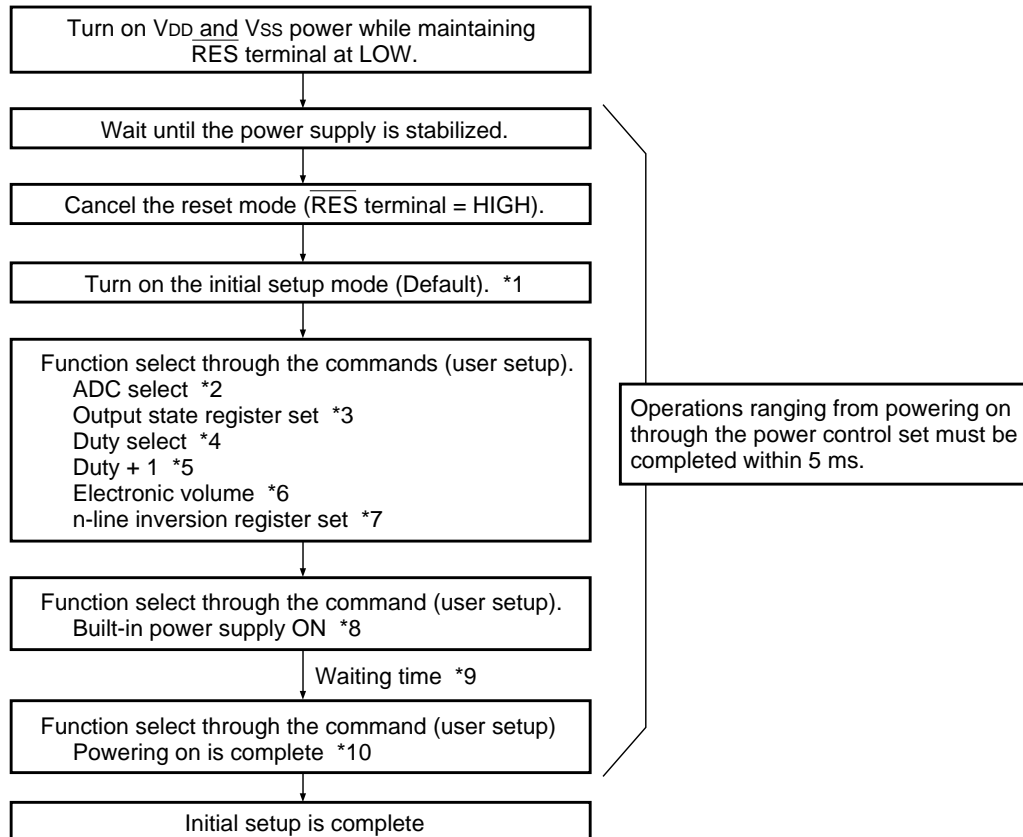 Turn on VDD and VSS power while maintaining
RES terminal at LOW.
Wait until the power supply is stabilized.
Cancel the reset mode (RES terminal = HIGH).
Turn on the initial setup mode (Default). *1
Function select through the commands (user setup).
ADC select *2
Output state register set *3
Duty select *4
Duty + 1 *5
Electronic volume *6
n-line inversion register set *7
Operations ranging from powering on
through the power control set must be
completed within 5 ms.
Function select through the command (user setup).
Built-in power supply ON *8
Waiting time *9
Function select through the command (user setup)
Powering on is complete *10
Initial setup is complete